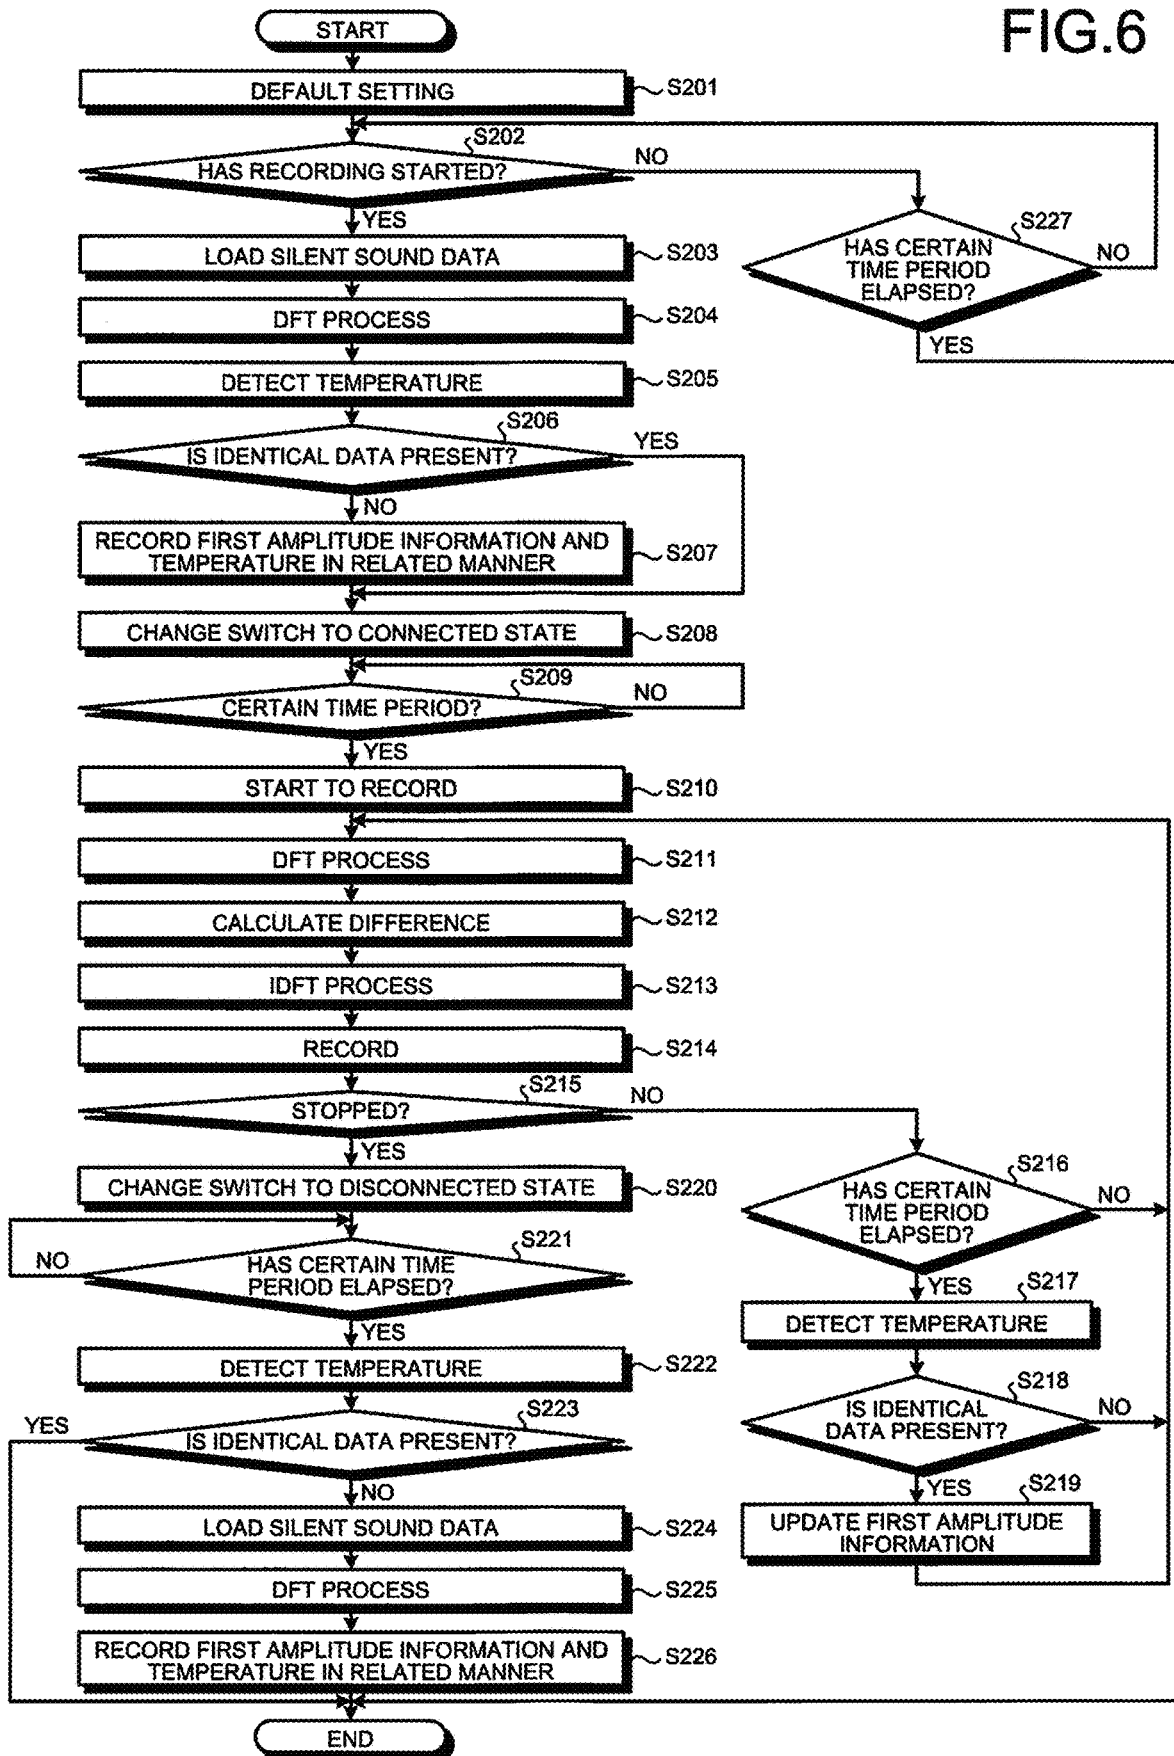 FIG.6
START
DEFAULT SETTING
S201
S202
HAS RECORDING STARTED?
NO
YES
S227
HAS CERTAIN
TIME PERIOD
ELAPSED?
NO
YES
LOAD SILENT SOUND DATA
S203
DFT PROCESS
S204
DETECT TEMPERATURE
S205
S206
IS IDENTICAL DATA PRESENT?
YES
NO
RECORD FIRST AMPLITUDE INFORMATION AND
TEMPERATURE IN RELATED MANNER
S207
CHANGE SWITCH TO CONNECTED STATE
S208
S209
CERTAIN TIME PERIOD?
NO
YES
START TO RECORD
S210
DFT PROCESS
S211
CALCULATE DIFFERENCE
S212
IDFT PROCESS
S213
RECORD
S214
S215
STOPPED?
NO
YES
S216
HAS CERTAIN
TIME PERIOD
ELAPSED?
NO
YES
S217
DETECT TEMPERATURE
S218
IS IDENTICAL
DATA PRESENT?
NO
YES
S219
UPDATE FIRST AMPLITUDE
INFORMATION
CHANGE SWITCH TO DISCONNECTED STATE
S220
S221
HAS CERTAIN TIME
PERIOD ELAPSED?
NO
YES
DETECT TEMPERATURE
S222
S223
IS IDENTICAL DATA PRESENT?
YES
NO
LOAD SILENT SOUND DATA
S224
DFT PROCESS
S225
RECORD FIRST AMPLITUDE INFORMATION AND
TEMPERATURE IN RELATED MANNER
S226
END